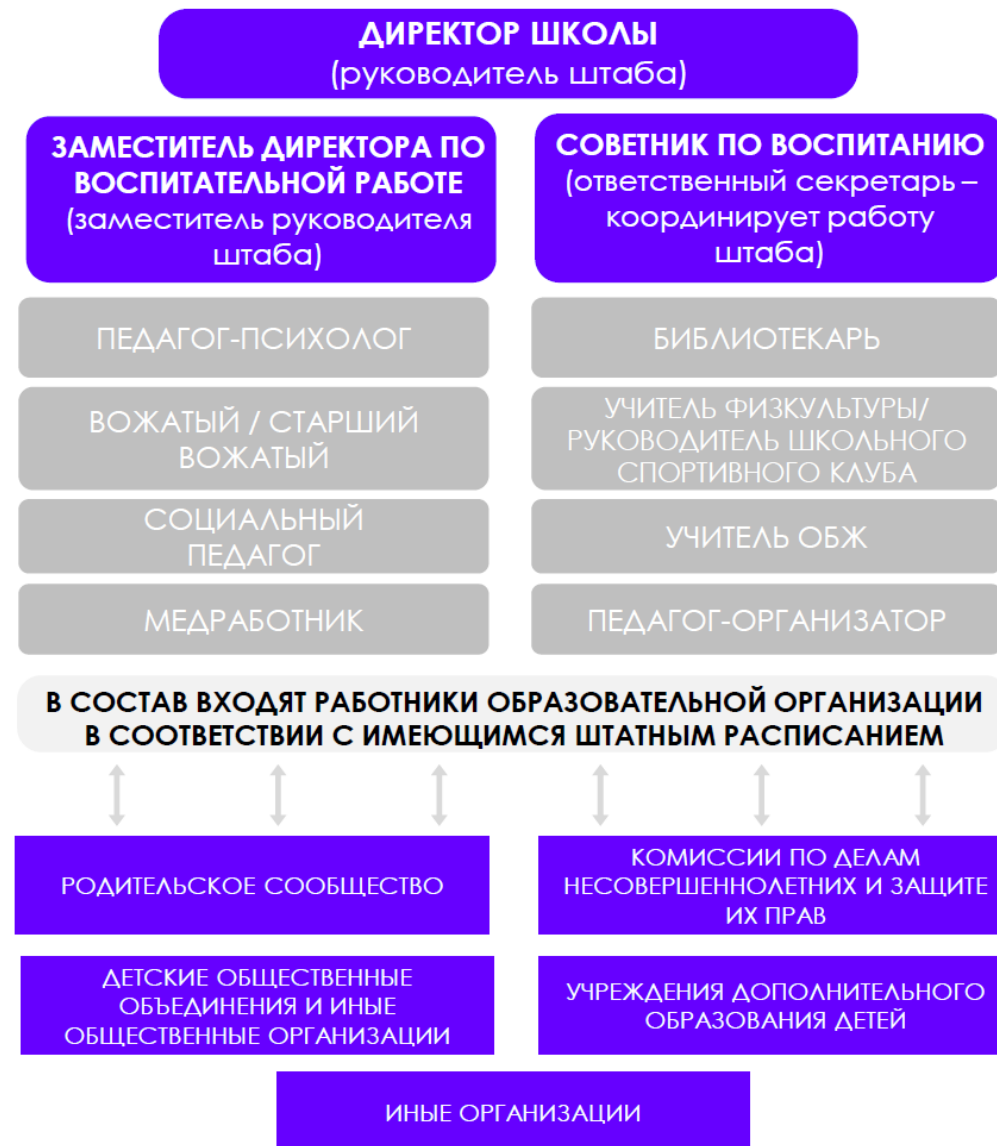 ДИРЕКТОР ШКОЛЫ
(руководитель штаба)
ЗАМЕСТИТЕЛЬ ДИРЕКТОРА ПО
ВОСПИТАТЕЛЬНОЙ РАБОТЕ
(заместитель руководителя
штаба)
СОВЕТНИК ПО ВОСПИТАНИЮ
(ответственный секретарь –
координирует работу
штаба)
ПЕДАГОГ-ПСИХОЛОГ
БИБЛИОТЕКАРЬ
ВОЖАТЫЙ / СТАРШИЙ
ВОЖАТЫЙ
УЧИТЕЛЬ ФИЗКУЛЬТУРЫ/
РУКОВОДИТЕЛЬ ШКОЛЬНОГО
СПОРТИВНОГО КЛУБА
СОЦИАЛЬНЫЙ
ПЕДАГОГ
УЧИТЕЛЬ ОБЖ
МЕДРАБОТНИК
ПЕДАГОГ-ОРГАНИЗАТОР
В СОСТАВ ВХОДЯТ РАБОТНИКИ ОБРАЗОВАТЕЛЬНОЙ ОРГАНИЗАЦИИ
В СООТВЕТСТВИИ С ИМЕЮЩИМСЯ ШТАТНЫМ РАСПИСАНИЕМ
РОДИТЕЛЬСКОЕ СООБЩЕСТВО
КОМИССИИ ПО ДЕЛАМ
НЕСОВЕРШЕННОЛЕТНИХ И ЗАЩИТЕ
ИХ ПРАВ
ДЕТСКИЕ ОБЩЕСТВЕННЫЕ
ОБЪЕДИНЕНИЯ И ИНЫЕ
ОБЩЕСТВЕННЫЕ ОРГАНИЗАЦИИ
УЧРЕЖДЕНИЯ ДОПОЛНИТЕЛЬНОГО
ОБРАЗОВАНИЯ ДЕТЕЙ
ИНЫЕ ОРГАНИЗАЦИИ